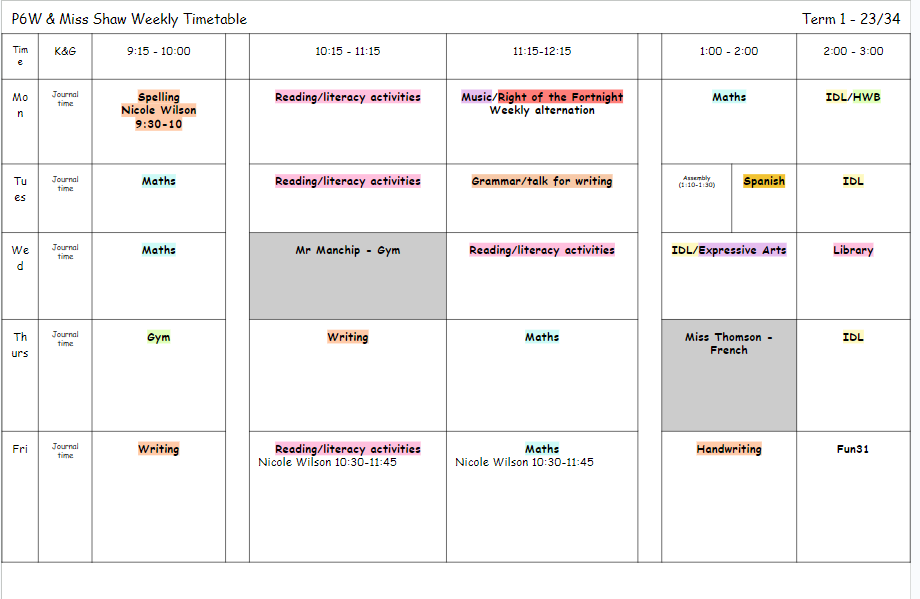 P6W & Miss Shaw Weekly Timetable
Term 1 - 23/34
Tim
e
K&G
9:15 - 10:00
10:15 - 11:15
11:15-12:15
1:00 - 2:00
2:00 - 3:00
Mo
n
Journal
time
Spelling
Nicole Wilson
9:30-10
Reading/literacy activities
Music/Right of the Fortnight
Weekly alternation
Maths
IDL/HWB
Tu
es
Journal
time
Maths
Reading/literacy activities
Grammar/talk for writing
Assembly
(1:10-1:30)
Spanish
IDL
We
d
Journal
time
Maths
Mr Manchip - Gym
Reading/literacy activities
IDL/Expressive Arts
Library
Th
urs
Journal
time
Gym
Writing
Maths
Miss Thomson -
French
IDL
Fri
Journal
time
Writing
Reading/literacy activities
Nicole Wilson 10:30-11:45
Maths
Nicole Wilson 10:30-11:45
Handwriting
Fun31